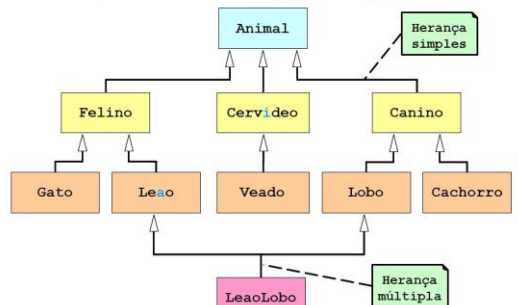 Animal
Herança
simples
Felino
Cervideo
Canino
Gato
Leao
Veado
Lobo
Cachorro
LeaoLobo
Herança
múltipla